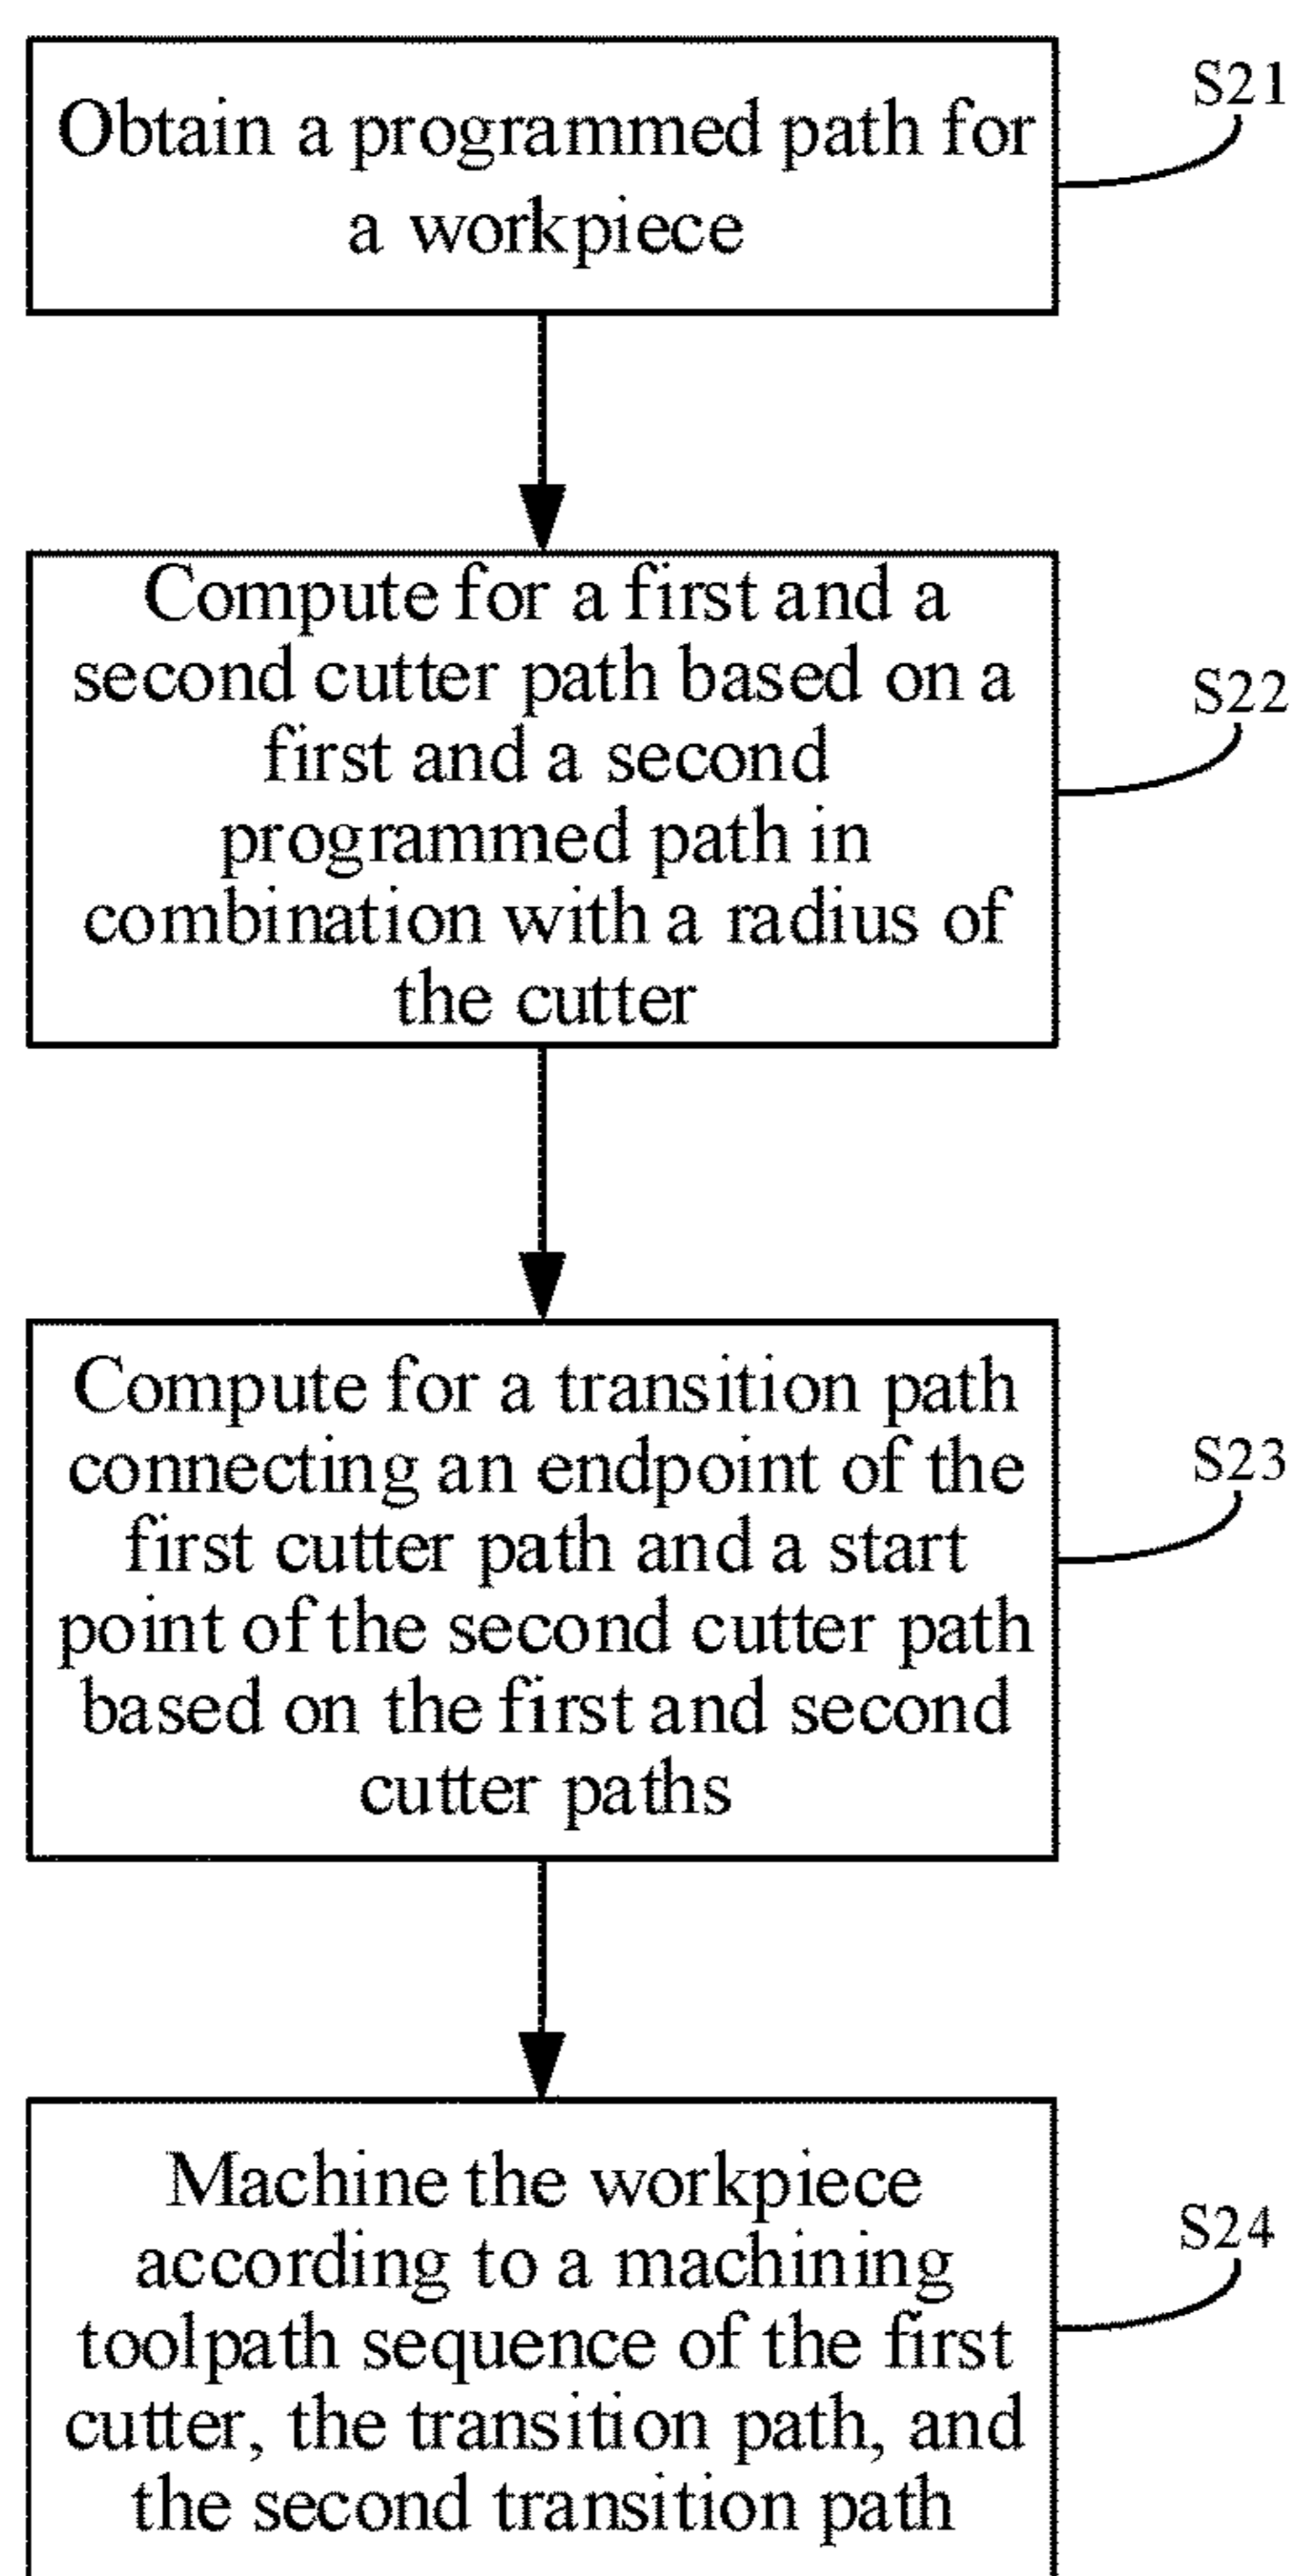 Obtain a programmed path for
a workpiece
S21
Compute for a first and a
second cutter path based on a
first and a second
programmed path in
combination with a radius of
the cutter
S22
Compute for a transition path
connecting an endpoint of the
first cutter path and a start
point of the second cutter path
based on the first and second
cutter paths
S23
Machine the workpiece
according to a machining
toolpath sequence of the first
cutter, the transition path, and
the second transition path
S24